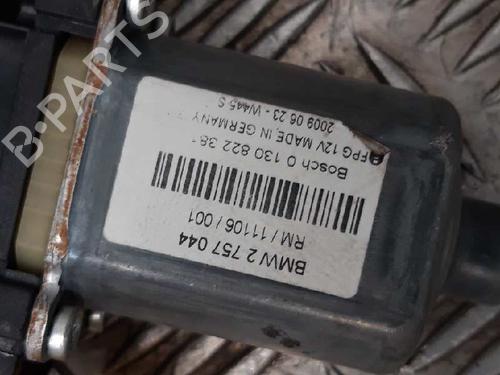 BMW 2 757 044
RM / 11106 / 001
Bosch 0 130 822 38
FPG 12V MADE IN GERMANY
2009 06 23 - W445 S
B-PARTS